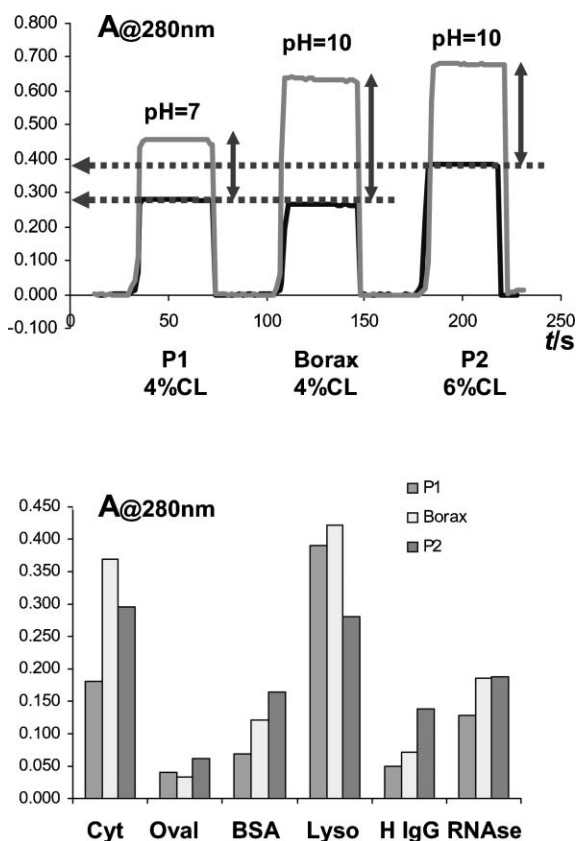 A@280nm
0.800
0.700
0.600
0.500
0.400
0.300
0.200
0.100
0.000
-0.100
pH=7
pH=10
pH=10
0 50 100 150 200 250
t/s
P1 Borax P2
4%CL 4%CL 6%CL
A@280nm
0.450
0.400
0.350
0.300
0.250
0.200
0.150
0.100
0.050
0.000
P1
Borax
P2
Cyt Oval BSA Lyso H IgG RNAse